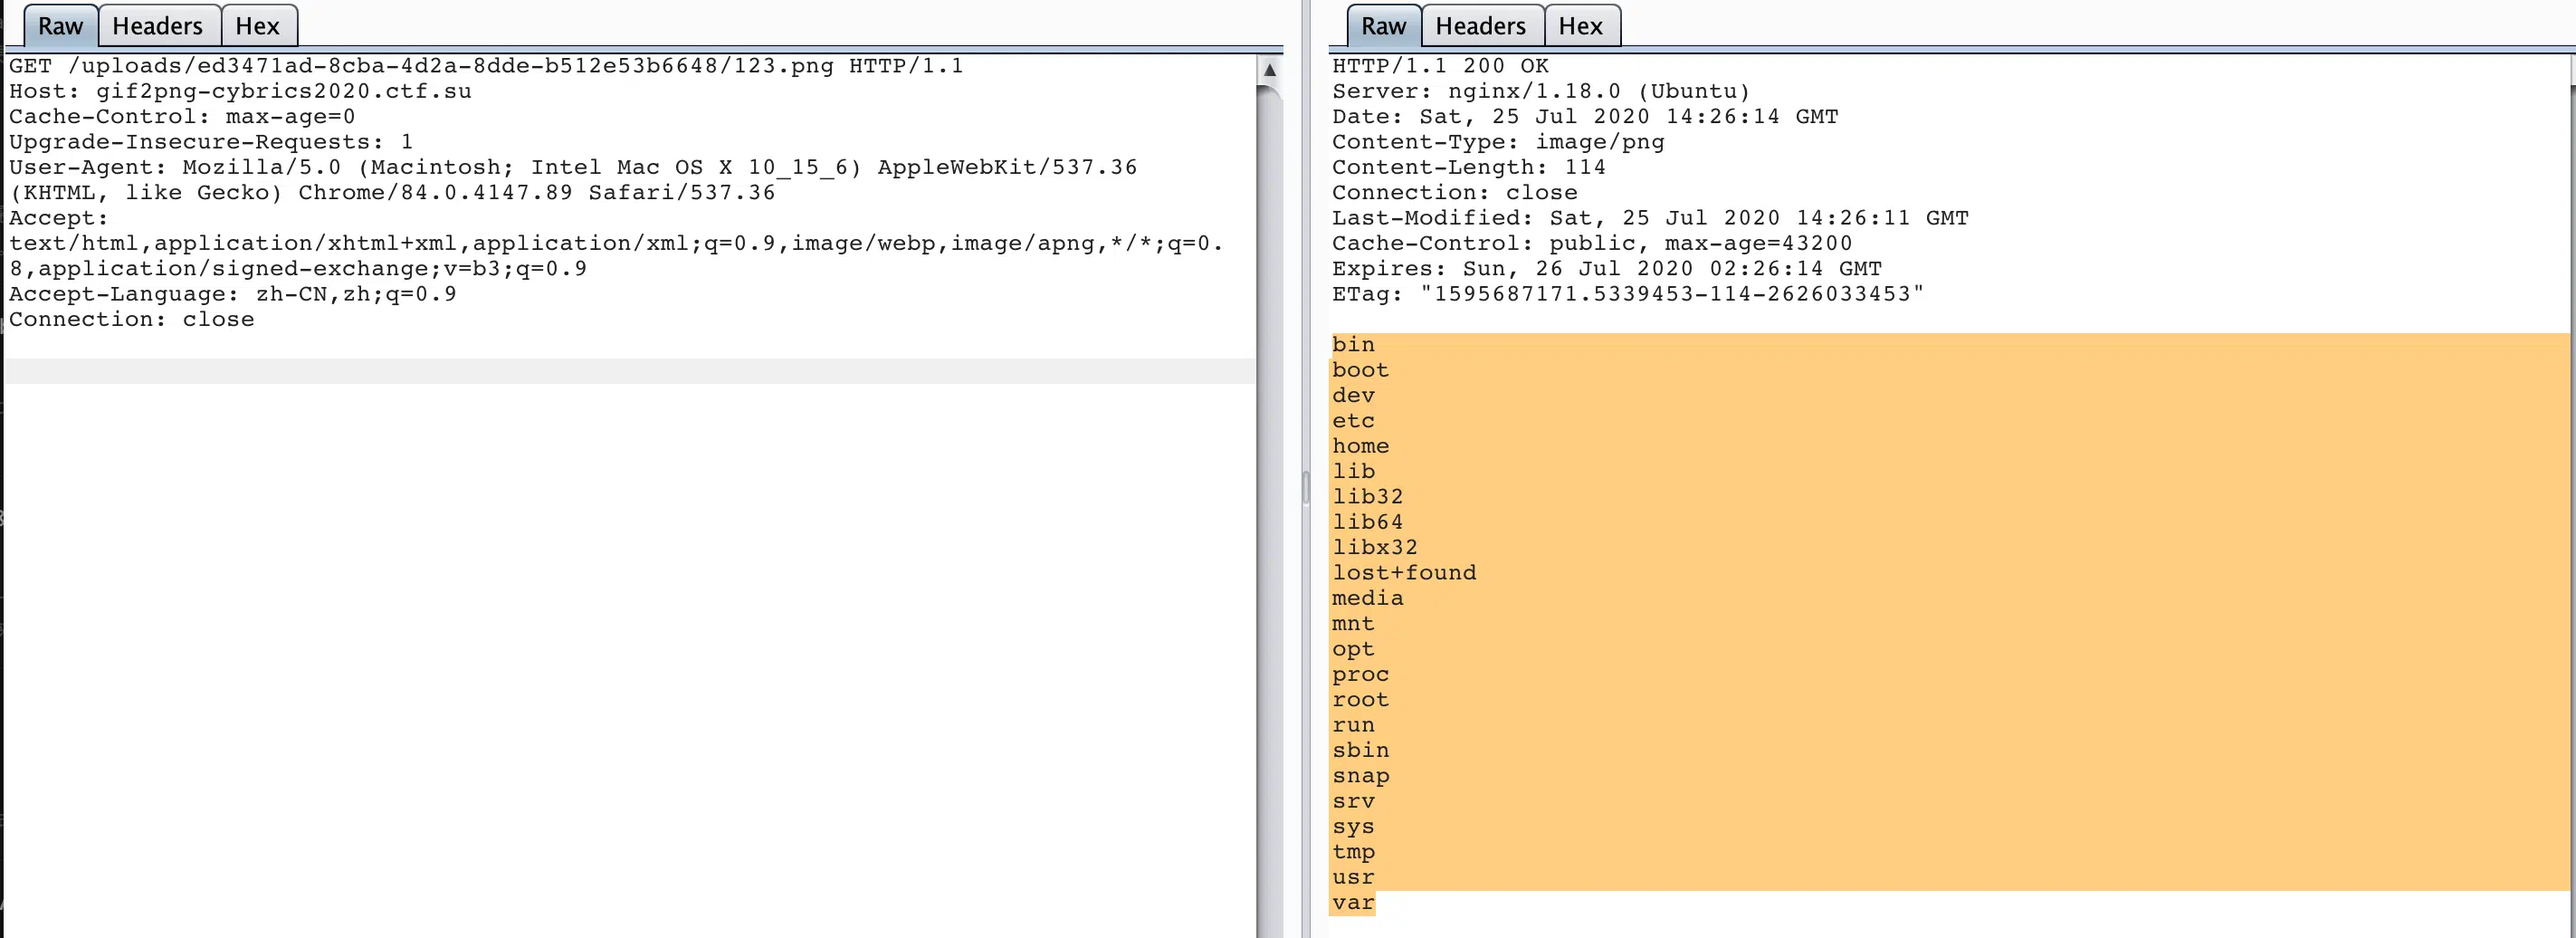 Raw Headers Hex
GET /uploads/ed3471ad-8cba-4d2a-8dde-b512e53b6648/123.png HTTP/1.1
Host: gif2png-cybrics2020.ctf.su
Cache-Control: max-age=0
Upgrade-Insecure-Requests: 1
User-Agent: Mozilla/5.0 (Macintosh; Intel Mac OS X 10_15_6) AppleWebKit/537.36
(KHTML, like Gecko) Chrome/84.0.4147.89 Safari/537.36
Accept:
text/html,application/xhtml+xml,application/xml;q=0.9,image/webp,image/apng,*/*;q=0.
8,application/signed-exchange;v=b3;q=0.9
Accept-Language: zh-CN,zh;q=0.9
Connection: close
Raw Headers Hex
HTTP/1.1 200 OK
Server: nginx/1.18.0 (Ubuntu)
Date: Sat, 25 Jul 2020 14:26:14 GMT
Content-Type: image/png
Content-Length: 114
Connection: close
Last-Modified: Sat, 25 Jul 2020 14:26:11 GMT
Cache-Control: public, max-age=43200
Expires: Sun, 26 Jul 2020 02:26:14 GMT
ETag: "1595687171.5339453-114-2626033453"
bin
boot
dev
etc
home
lib
lib32
lib64
libx32
lost+found
media
mnt
opt
proc
root
run
sbin
snap
srv
sys
tmp
usr
var